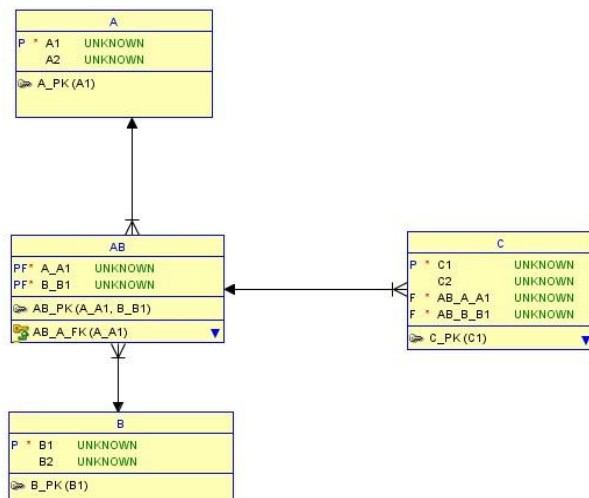 A
P * A1 UNKNOWN
A2 UNKNOWN
A_PK (A1)
AB
PF* A_A1 UNKNOWN
PF* B_B1 UNKNOWN
AB_PK (A_A1, B_B1)
AB_A_FK (A_A1)
C
P * C1 UNKNOWN
C2 UNKNOWN
F * AB_A_A1 UNKNOWN
F * AB_B_B1 UNKNOWN
C_PK (C1)
B
P * B1 UNKNOWN
B2 UNKNOWN
B_PK (B1)